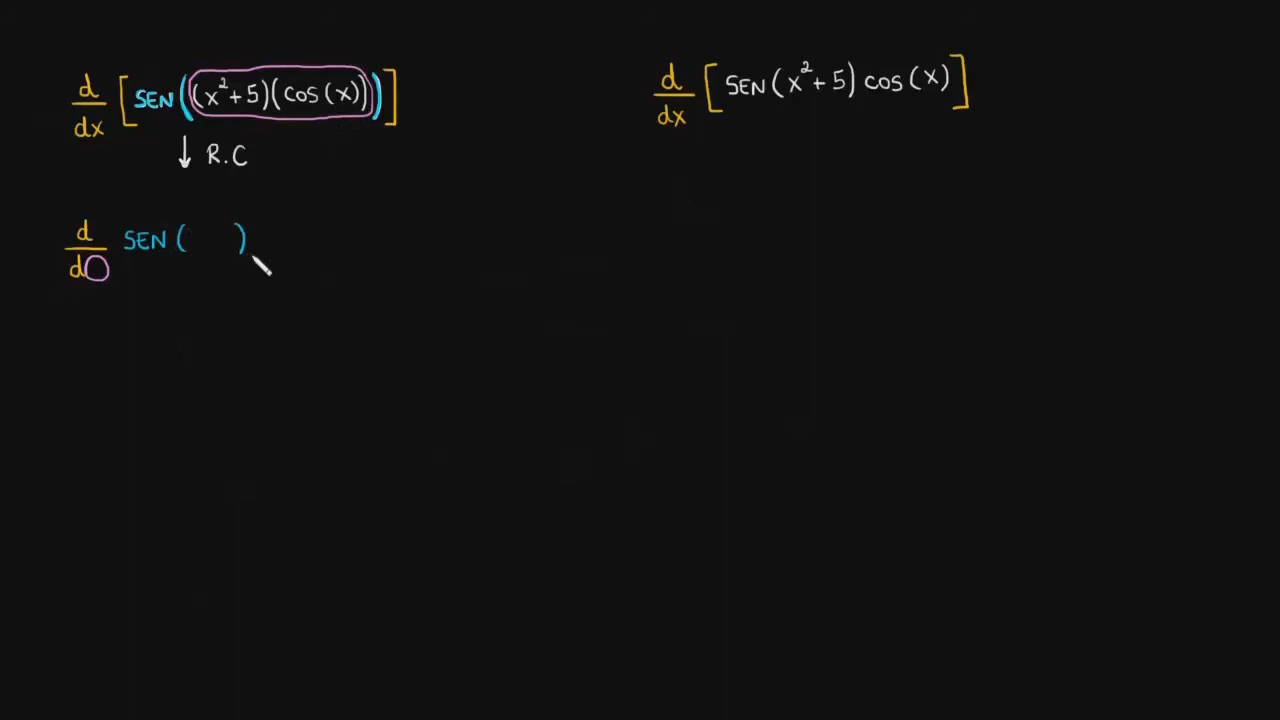 d/dx [SEN((x²+5)(cos(x)))]
↓ R.C
d/d○ SEN( )
d/dx [SEN(x²+5) cos(x)]